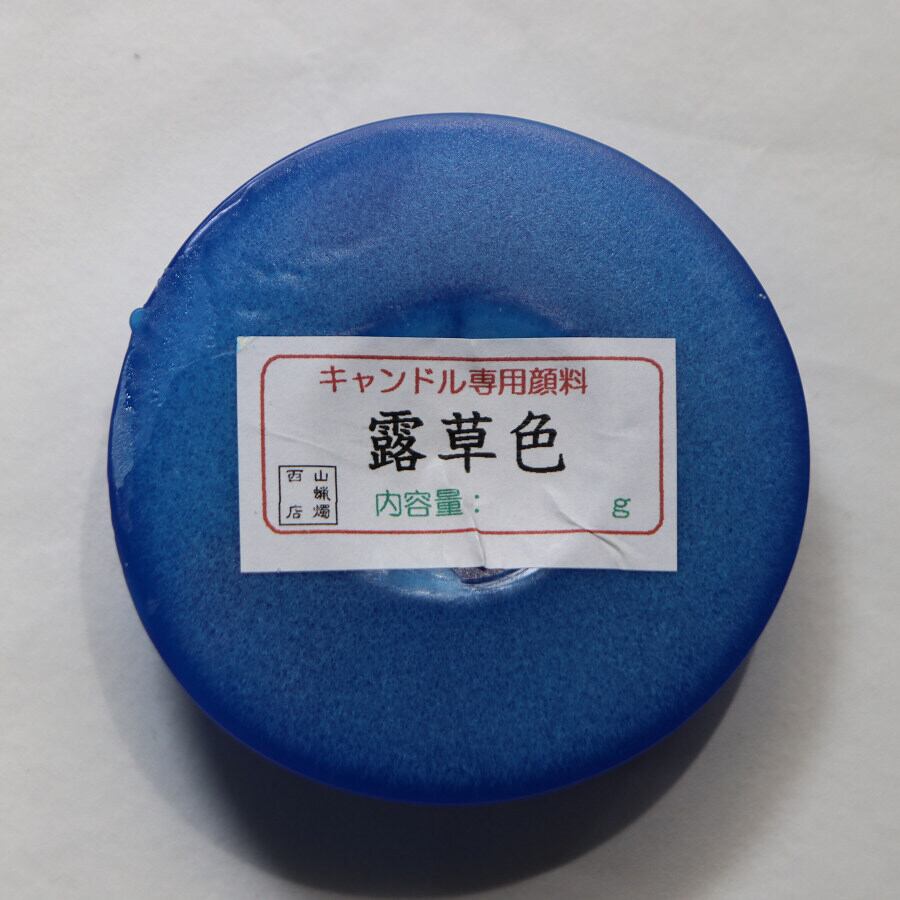 キャンドル専用顔料
露草色
内容量： g
山蝋燭
西店